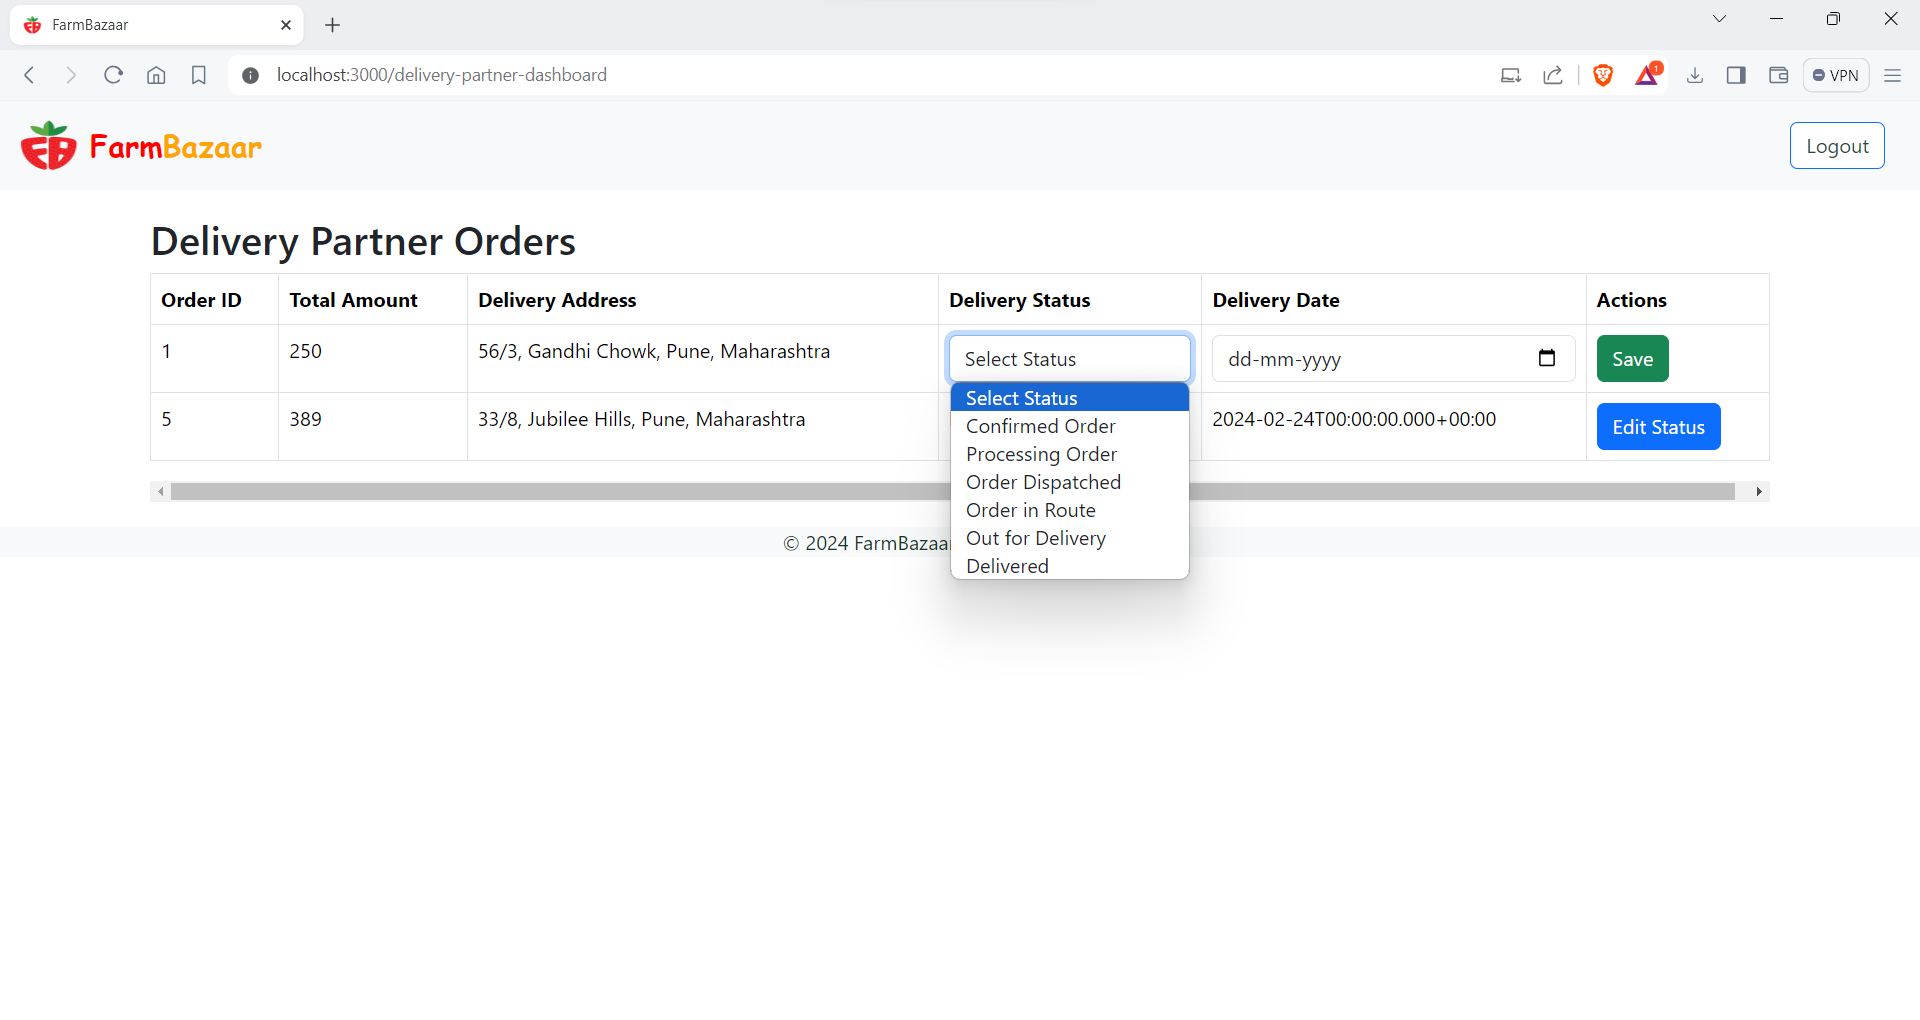 FarmBazaar
localhost:3000/delivery-partner-dashboard
1
VPN
FarmBazaar
Logout
Delivery Partner Orders
Order ID Total Amount Delivery Address Delivery Status Delivery Date Actions
1 250 56/3, Gandhi Chowk, Pune, Maharashtra Select Status dd-mm-yyyy Save
5 389 33/8, Jubilee Hills, Pune, Maharashtra 2024-02-24T00:00:00.000+00:00 Edit Status
Select Status
Confirmed Order
Processing Order
Order Dispatched
Order in Route
Out for Delivery
Delivered
© 2024 FarmBazaar